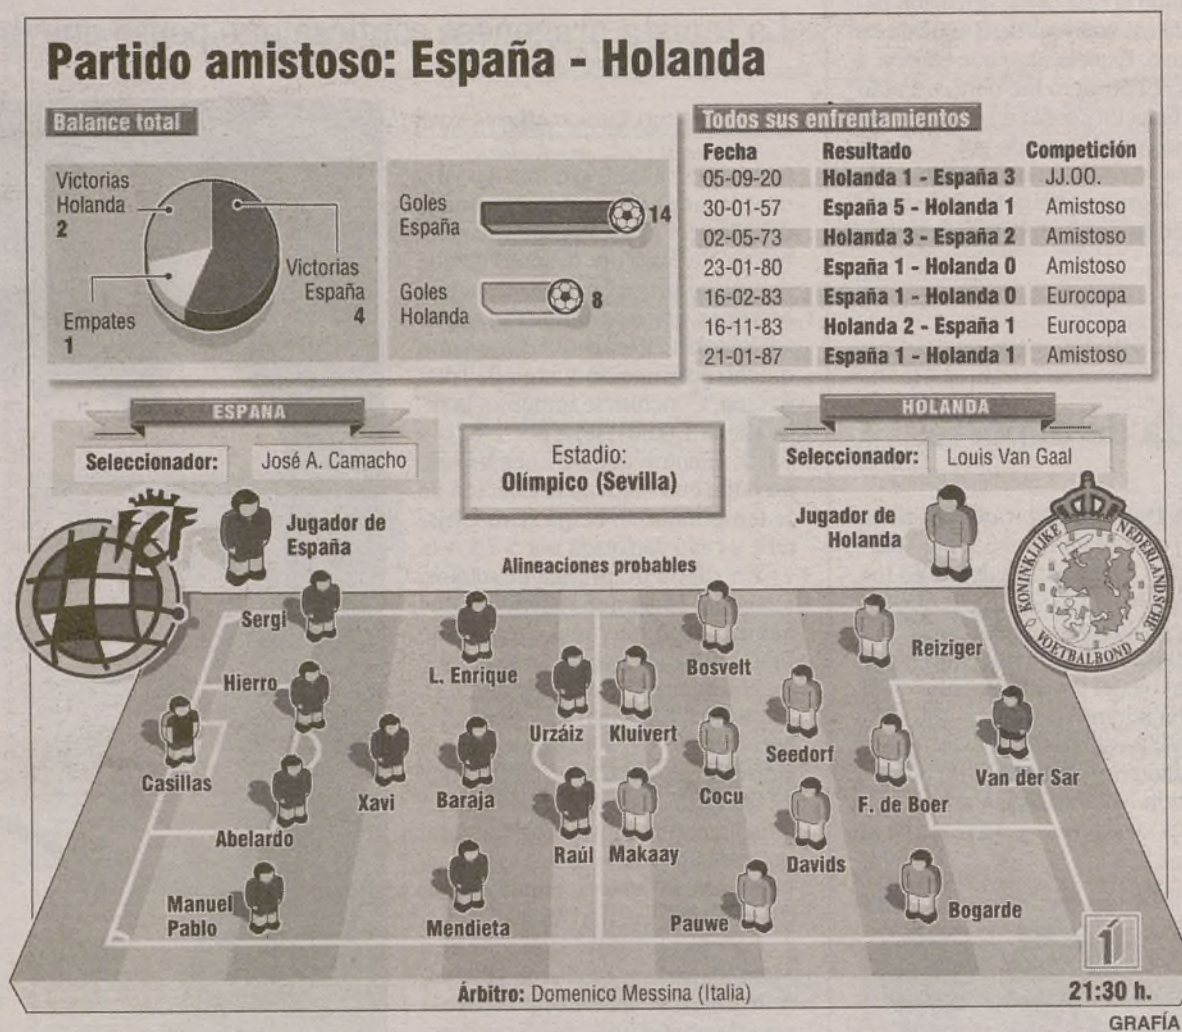 Partido amistoso: España - Holanda
Balance total
Victorias
Holanda
2
Empates
1
Victorias
España
4
Goles
España
14
Goles
Holanda
8
Todos sus enfrentamientos
Fecha Resultado Competición
05-09-20 Holanda 1 - España 3 JJ.OO.
30-01-57 España 5 - Holanda 1 Amistoso
02-05-73 Holanda 3 - España 2 Amistoso
23-01-80 España 1 - Holanda 0 Amistoso
16-02-83 España 1 - Holanda 0 Eurocopa
16-11-83 Holanda 2 - España 1 Eurocopa
21-01-87 España 1 - Holanda 1 Amistoso
ESPAÑA
Seleccionador: José A. Camacho
Estadio:
Olímpico (Sevilla)
HOLANDA
Seleccionador: Louis Van Gaal
Jugador de
España
Jugador de
Holanda
KONINKLIJKE NEDERLANDSCHE VOETBALBOND
Alineaciones probables
Sergi
L. Enrique
Bosvelt
Reiziger
Hierro
Urzáiz
Kluivert
Seedorf
Casillas
Xavi
Baraja
Cocu
F. de Boer
Van der Sar
Abelardo
Raúl
Makaay
Davids
Manuel
Pablo
Mendieta
Pauwe
Bogarde
1
21:30 h.
Árbitro: Domenico Messina (Italia)
GRAFÍA